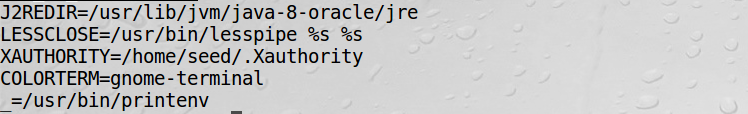 J2REDIR=/usr/lib/jvm/java-8-oracle/jre
LESSCLOSE=/usr/bin/lesspipe %s %s
XAUTHORITY=/home/seed/.Xauthority
COLORTERM=gnome-terminal
_=/usr/bin/printenv